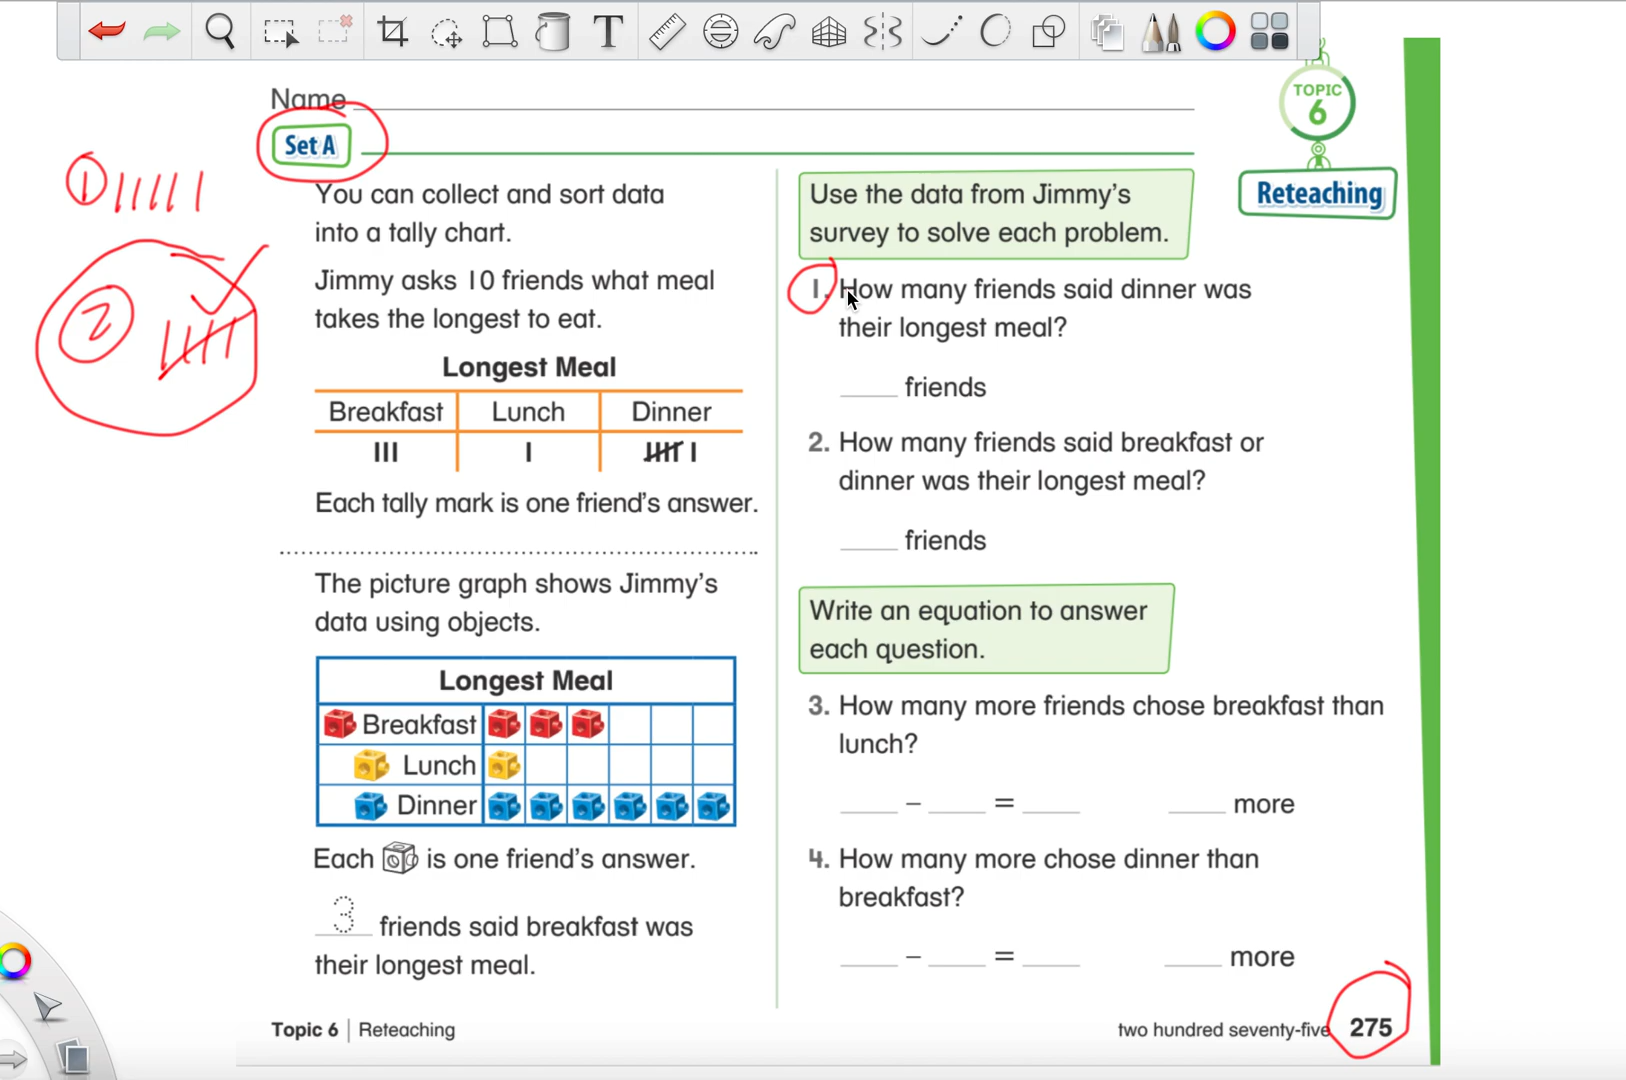 Name
Set A
TOPIC
6
Reteaching
1 IIIII
2
You can collect and sort data
into a tally chart.
Jimmy asks 10 friends what meal
takes the longest to eat.
Longest Meal
Breakfast Lunch Dinner
Each tally mark is one friend's answer.
The picture graph shows Jimmy's
data using objects.
Longest Meal
Breakfast
Lunch
Dinner
Each is one friend's answer.
3 friends said breakfast was
their longest meal.
Use the data from Jimmy's
survey to solve each problem.
1. How many friends said dinner was
their longest meal?
friends
2. How many friends said breakfast or
dinner was their longest meal?
friends
Write an equation to answer
each question.
3. How many more friends chose breakfast than
lunch?
– = more
4. How many more chose dinner than
breakfast?
– = more
Topic 6 | Reteaching
two hundred seventy-five 275